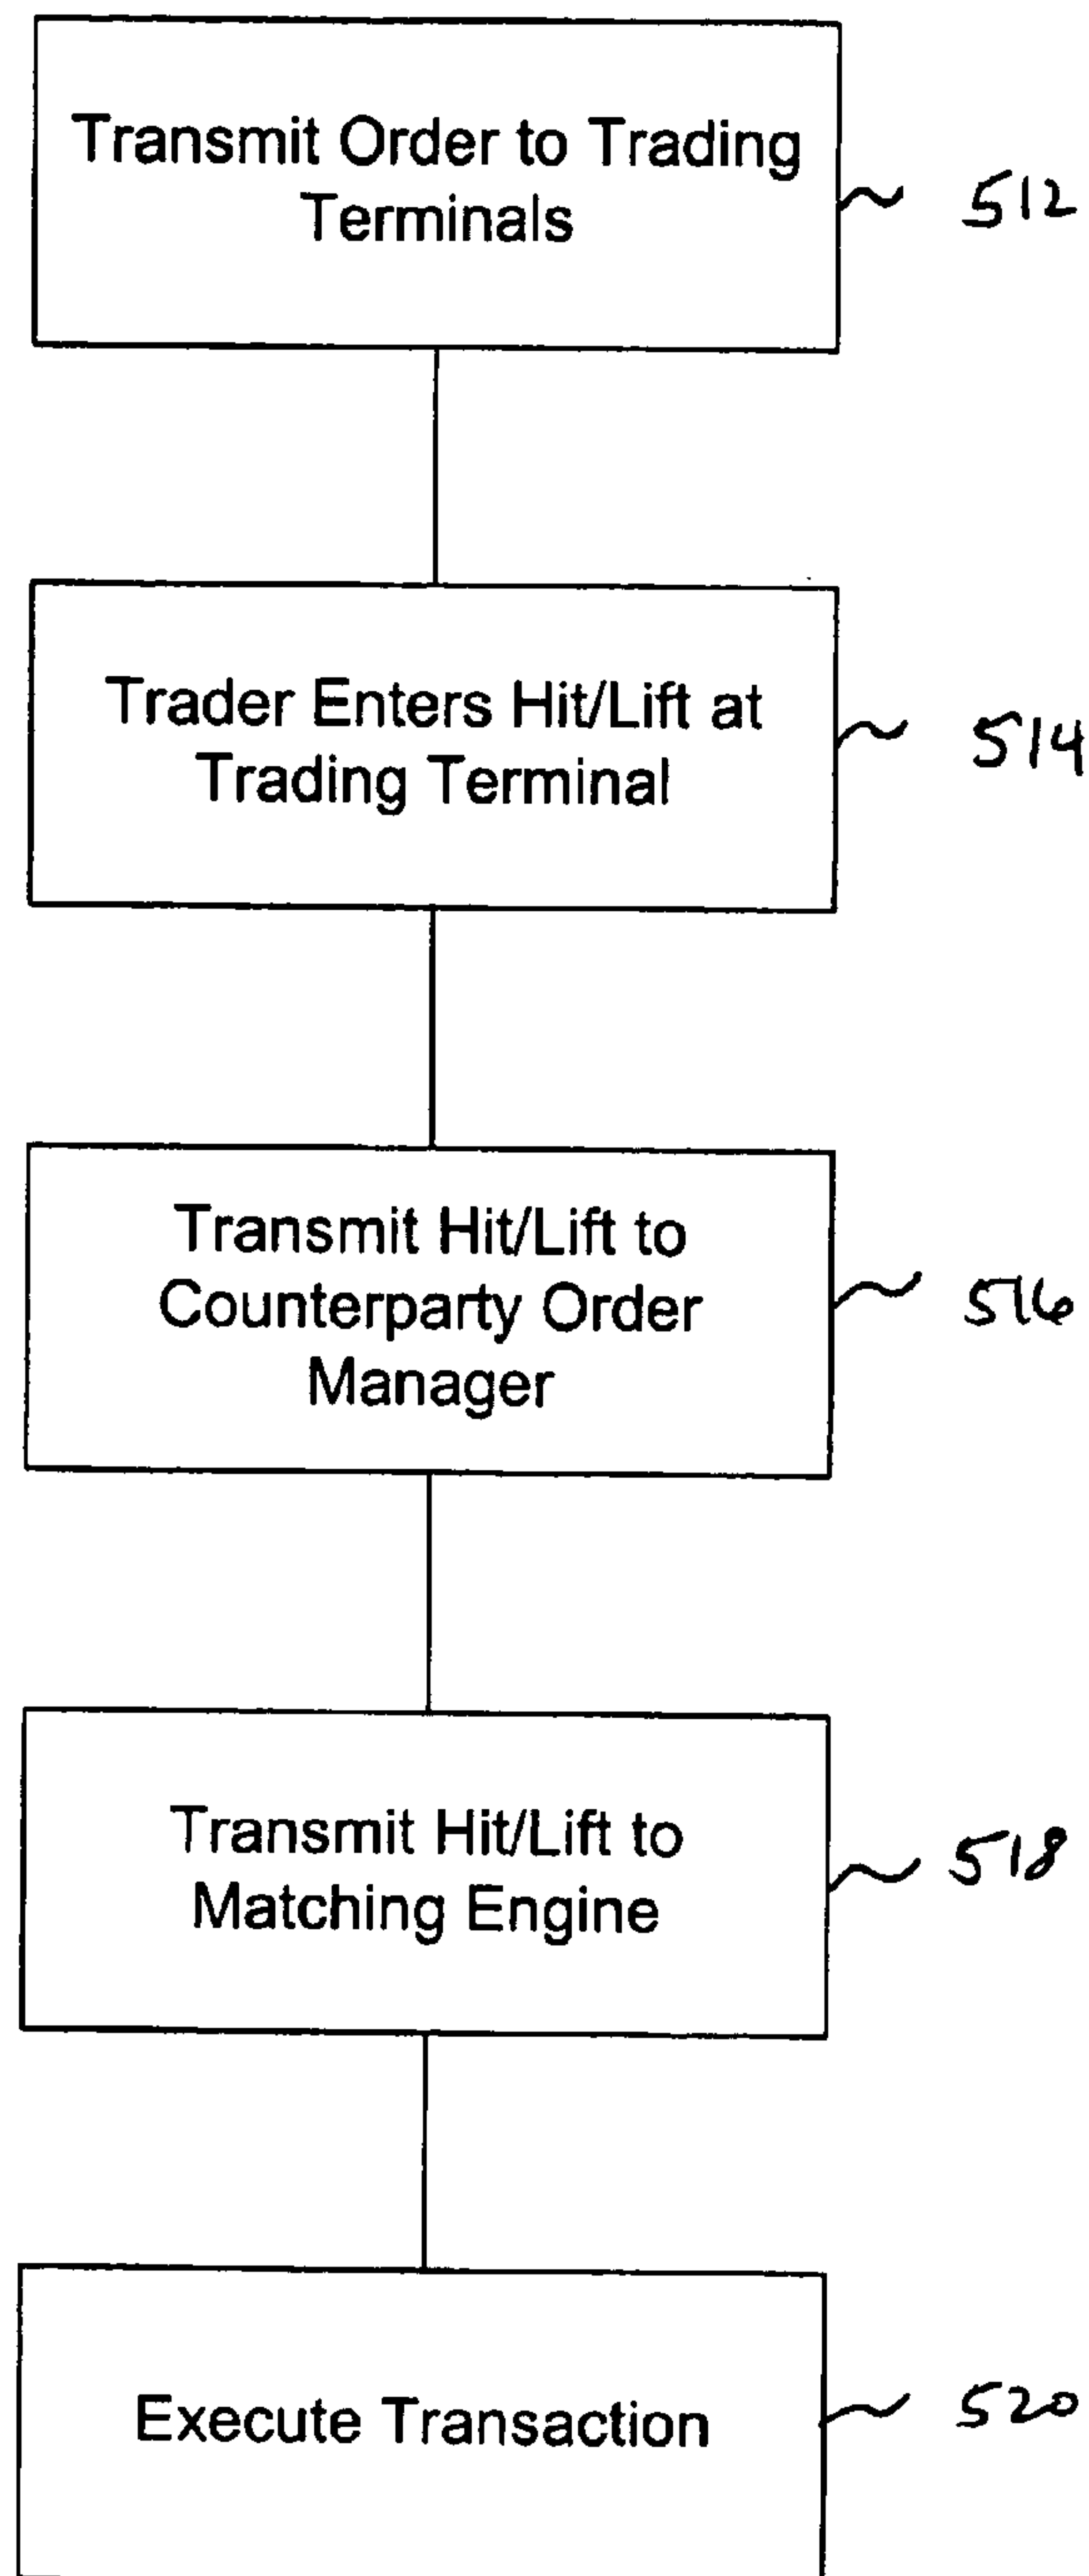 Transmit Order to Trading
Terminals
512
Trader Enters Hit/Lift at
Trading Terminal
514
Transmit Hit/Lift to
Counterparty Order
Manager
516
Transmit Hit/Lift to
Matching Engine
518
Execute Transaction
520